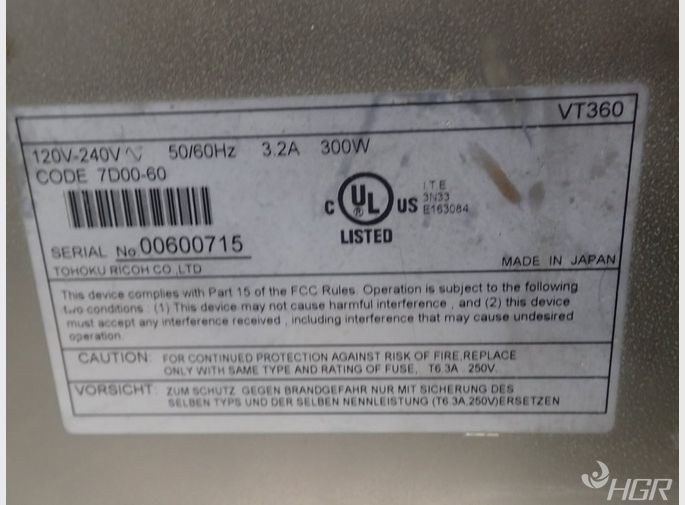 VT360
120V-240V ∿ 50/60Hz 3.2A 300W
CODE 7D00-60
C UL US
LISTED
I.T.E
3N33
E163084
SERIAL No.00600715
MADE IN JAPAN
TOHOKU RICOH CO.,LTD
This device complies with Part 15 of the FCC Rules. Operation is subject to the following
two conditions : (1) This device may not cause harmful interference , and (2) this device
must accept any interference received , including interference that may cause undesired
operation.
CAUTION: FOR CONTINUED PROTECTION AGAINST RISK OF FIRE,REPLACE
ONLY WITH SAME TYPE AND RATING OF FUSE, T6.3A 250V.
VORSICHT: ZUM SCHUTZ GEGEN BRANDGEFAHR NUR MIT SICHERUNG DES
SELBEN TYPS UND DER SELBEN NENNLEISTUNG (T6.3A,250V)ERSETZEN
HGR